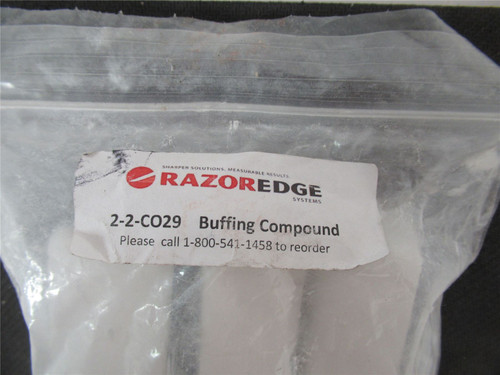 SHARPER SOLUTIONS, MEASURABLE RESULTS.
RAZOREDGE
SYSTEMS
2-2-CO29 Buffing Compound
Please call 1-800-541-1458 to reorder